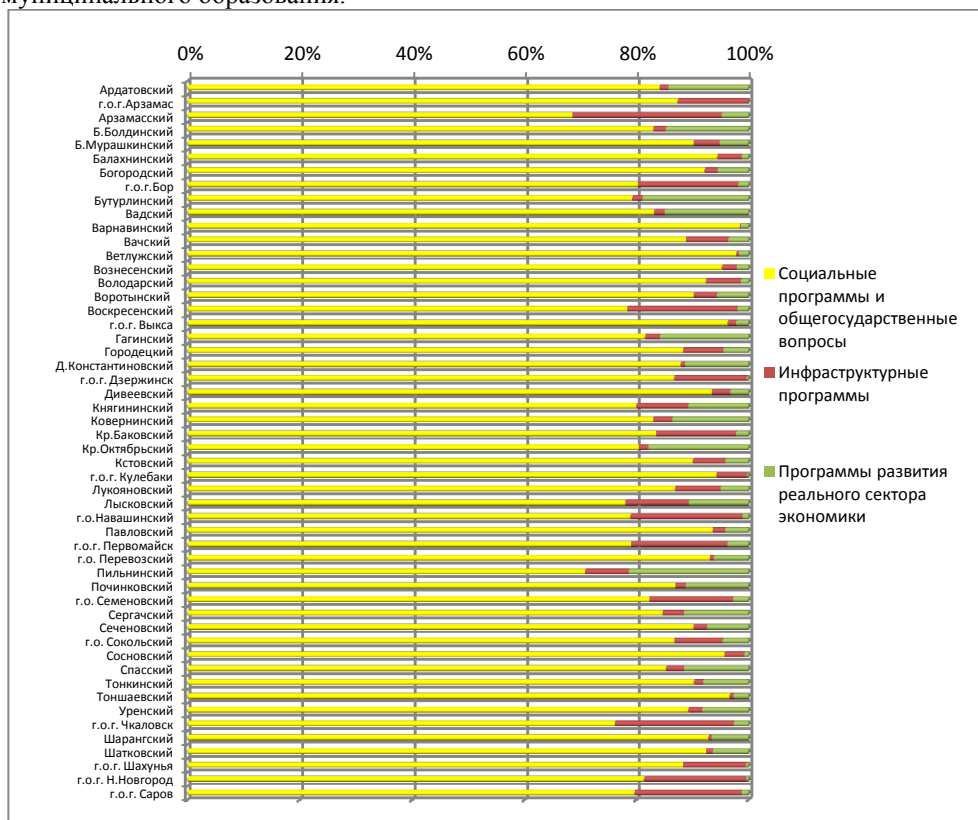 муниципального образования.
0% 20% 40% 60% 80% 100%
Ардатовский
г.о.г.Арзамас
Арзамасский
Б.Болдинский
Б.Мурашкинский
Балахнинский
Богородский
г.о.г.Бор
Бутурлинский
Вадский
Варнавинский
Вачский
Ветлужский
Вознесенский
Володарский
Воротынский
Воскресенский
г.о.г. Выкса
Гагинский
Городецкий
Д.Константиновский
г.о.г. Дзержинск
Дивеевский
Княгининский
Ковернинский
Кр.Баковский
Кр.Октябрьский
Кстовский
г.о.г. Кулебаки
Лукояновский
Лысковский
г.о.Навашинский
Павловский
г.о.г. Первомайск
г.о. Перевозский
Пильнинский
Починковский
г.о. Семеновский
Сергачский
Сеченовский
г.о. Сокольский
Сосновский
Спасский
Тонкинский
Тоншаевский
Уренский
г.о.г. Чкаловск
Шарангский
Шатковский
г.о.г. Шахунья
г.о.г. Н.Новгород
г.о.г. Саров
Социальные
программы и
общегосударственные
вопросы
Инфраструктурные
программы
Программы развития
реального сектора
экономики